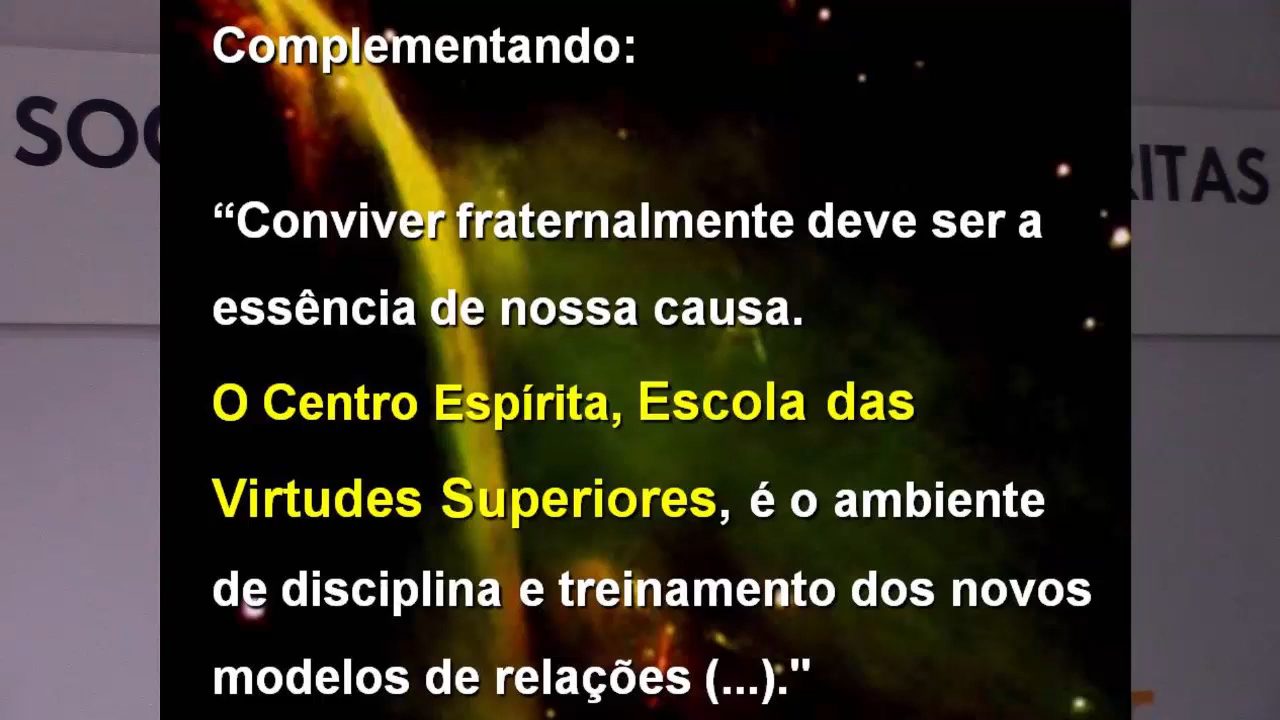 Complementando:
“Conviver fraternalmente deve ser a
essência de nossa causa.
O Centro Espírita, Escola das
Virtudes Superiores, é o ambiente
de disciplina e treinamento dos novos
modelos de relações (...)."